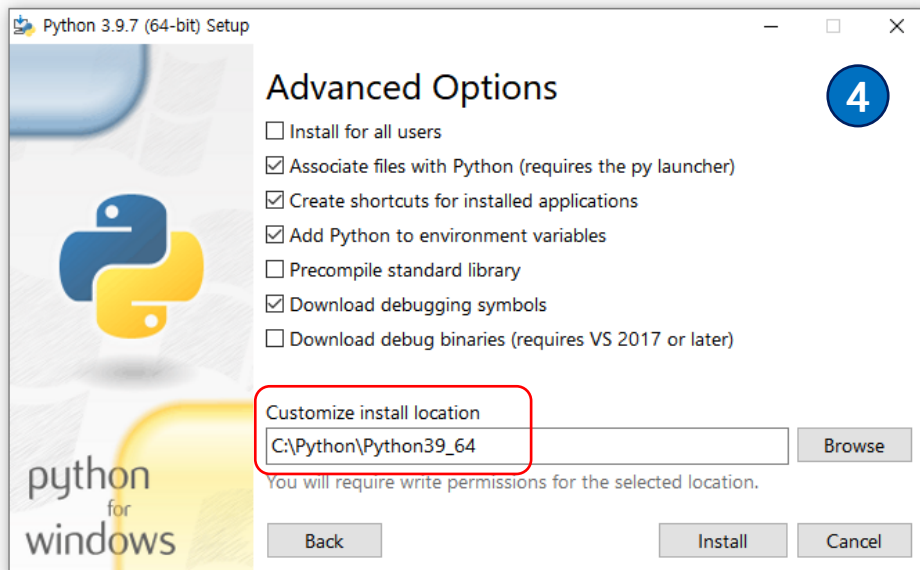 Python 3.9.7 (64-bit) Setup
Advanced Options
4
Install for all users
Associate files with Python (requires the py launcher)
Create shortcuts for installed applications
Add Python to environment variables
Precompile standard library
Download debugging symbols
Download debug binaries (requires VS 2017 or later)
Customize install location
C:\Python\Python39_64
Browse
You will require write permissions for the selected location.
python
for
windows
Back
Install
Cancel